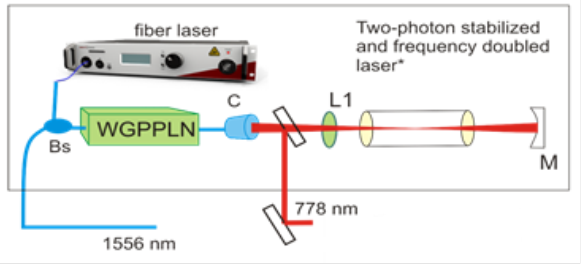 fiber laser
Two-photon stabilized
and frequency doubled
laser*
C
L1
WGPPLN
Bs
M
778 nm
1556 nm